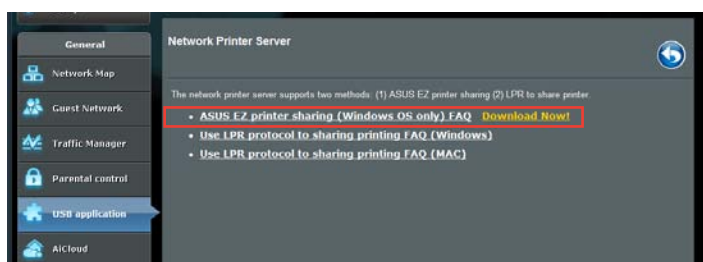 General
Network Map
Guest Network
Traffic Manager
Parental control
USB application
AiCloud
Network Printer Server
The network printer server supports two methods: (1) ASUS EZ printer sharing (2) LPR to share printer.
ASUS EZ printer sharing (Windows OS only) FAQ Download Now!
Use LPR protocol to sharing printing FAQ (Windows)
Use LPR protocol to sharing printing FAQ (MAC)